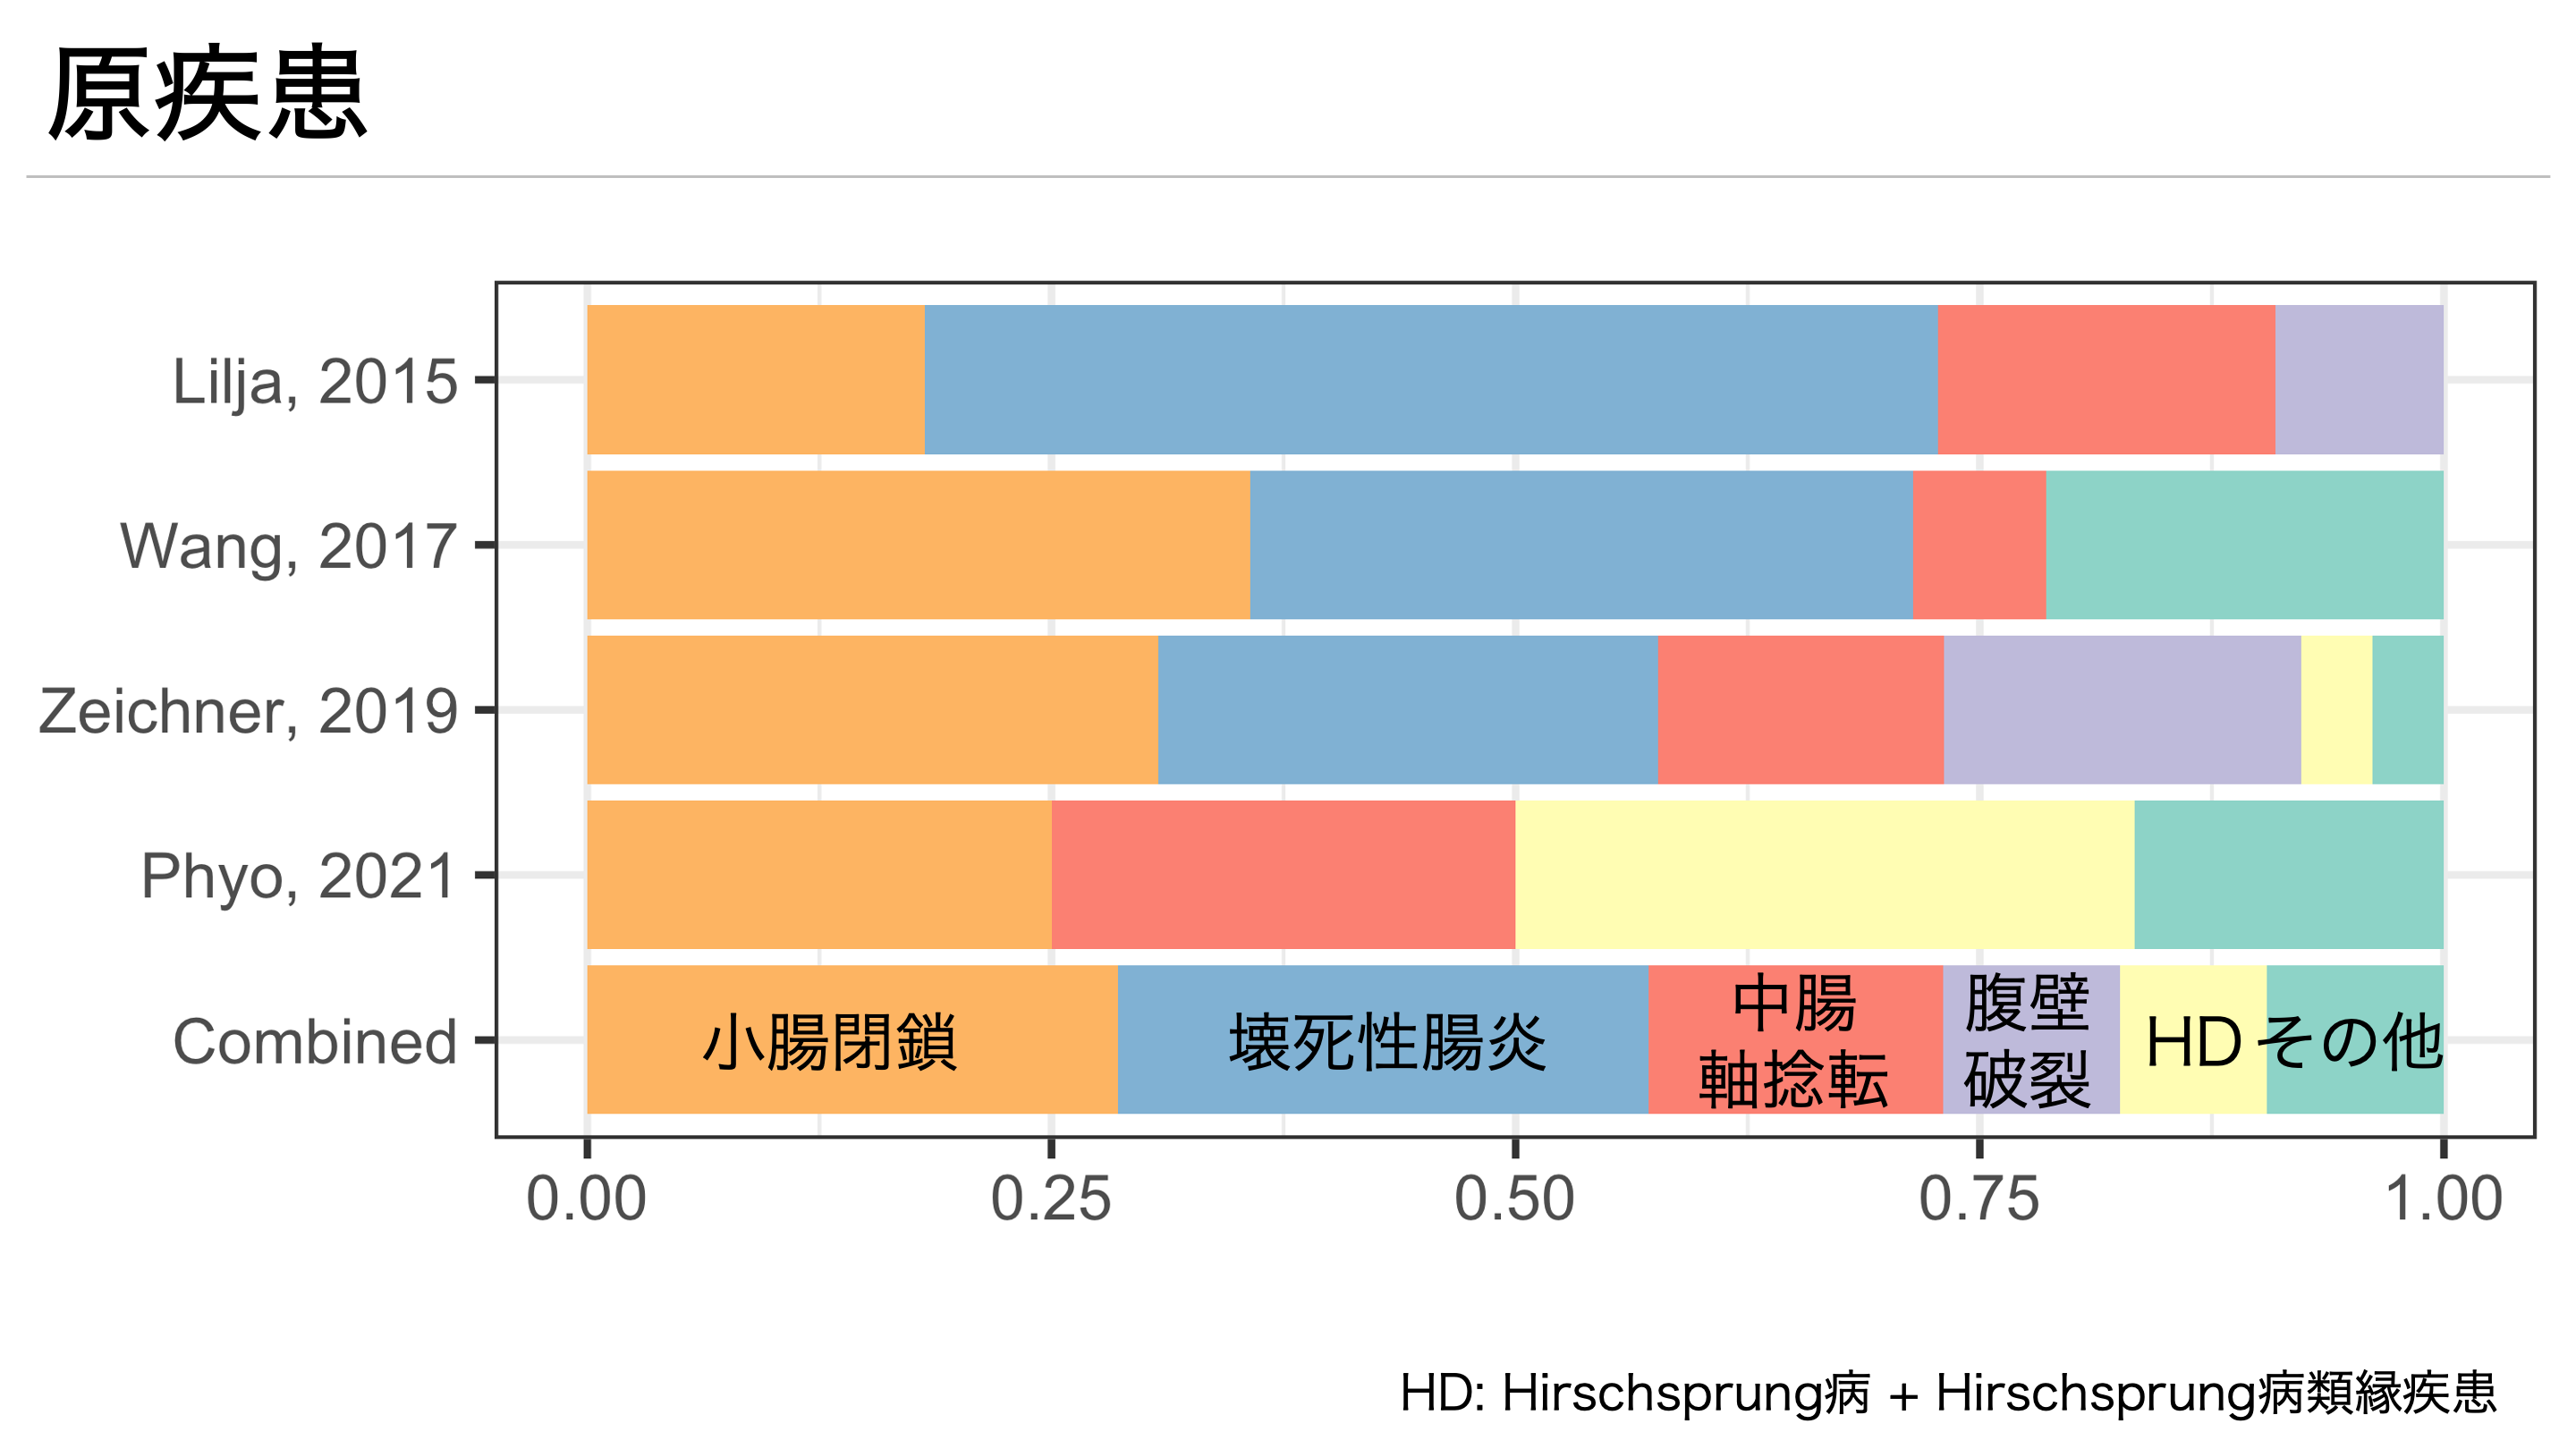 原疾患
Lilja, 2015
Wang, 2017
Zeichner, 2019
Phyo, 2021
Combined
小腸閉鎖
壊死性腸炎
中腸
軸捻転
腹壁
破裂
HD
その他
0.00
0.25
0.50
0.75
1.00
HD: Hirschsprung病 + Hirschsprung病類縁疾患